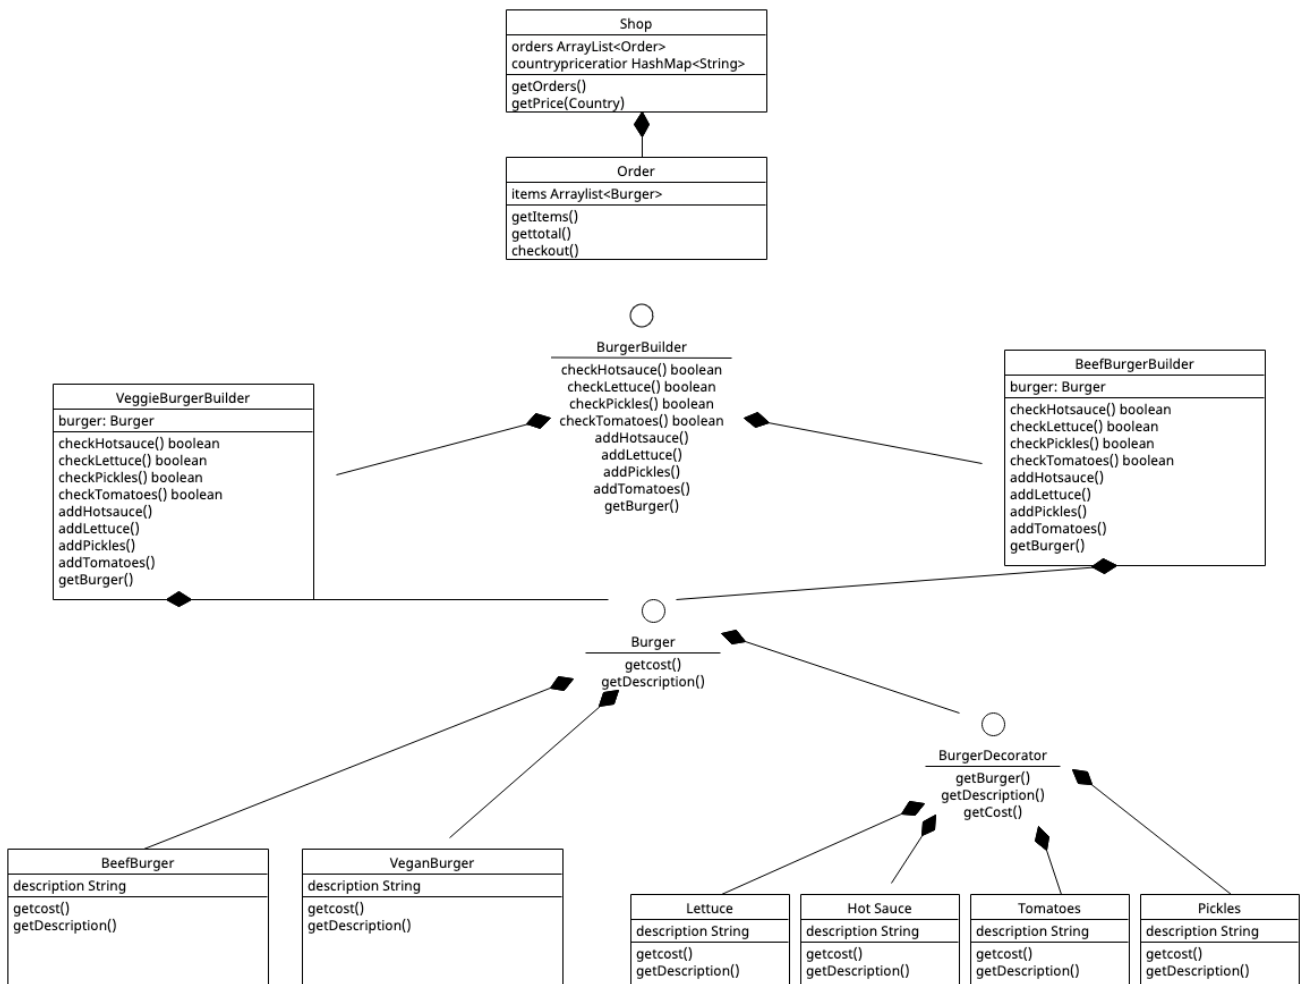 Shop
orders ArrayList<Order>
countrypriceratior HashMap<String>
getOrders()
getPrice(Country)
Order
items Arraylist<Burger>
getItems()
gettotal()
checkout()
BurgerBuilder
checkHotsauce() boolean
checkLettuce() boolean
checkPickles() boolean
checkTomatoes() boolean
addHotsauce()
addLettuce()
addPickles()
addTomatoes()
getBurger()
VeggieBurgerBuilder
burger: Burger
checkHotsauce() boolean
checkLettuce() boolean
checkPickles() boolean
checkTomatoes() boolean
addHotsauce()
addLettuce()
addPickles()
addTomatoes()
getBurger()
BeefBurgerBuilder
burger: Burger
checkHotsauce() boolean
checkLettuce() boolean
checkPickles() boolean
checkTomatoes() boolean
addHotsauce()
addLettuce()
addPickles()
addTomatoes()
getBurger()
Burger
getcost()
getDescription()
BurgerDecorator
getBurger()
getDescription()
getCost()
BeefBurger
description String
getcost()
getDescription()
VeganBurger
description String
getcost()
getDescription()
Lettuce
description String
getcost()
getDescription()
Hot Sauce
description String
getcost()
getDescription()
Tomatoes
description String
getcost()
getDescription()
Pickles
description String
getcost()
getDescription()